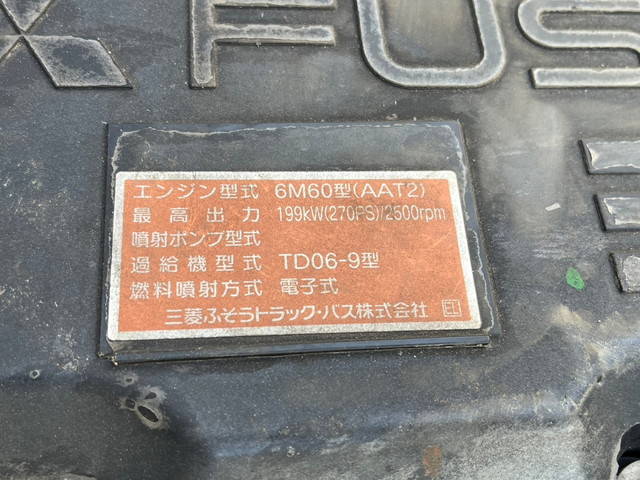 FUS
エンジン型式 6M60型(AAT2)
最高出力 199kW(270PS)/2500rpm
噴射ポンプ型式
過給機型式 TD06-9型
燃料噴射方式 電子式
三菱ふそうトラック・バス株式会社